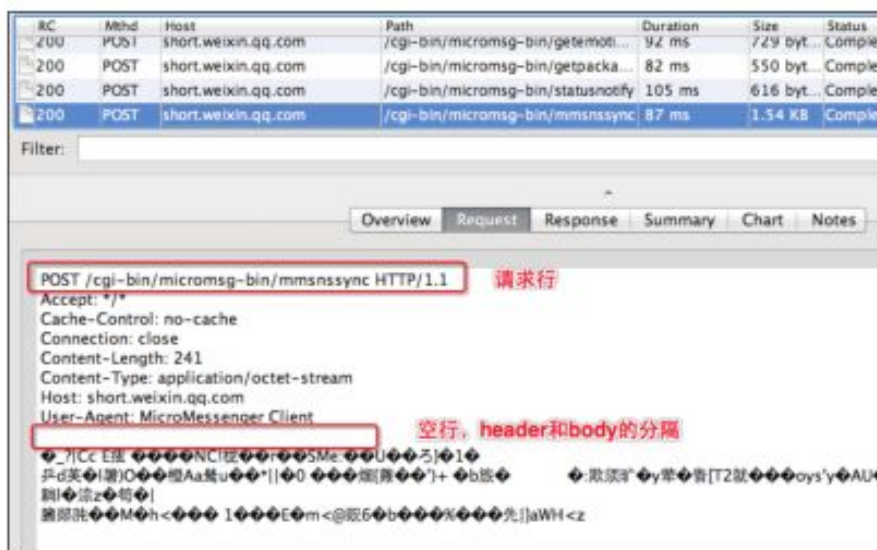 RC Mthd Host Path Duration Size Status
200 POST short.weixin.qq.com /cgi-bin/micromsg-bin/getemoti... 92 ms 729 byt... Comple
200 POST short.weixin.qq.com /cgi-bin/micromsg-bin/getpacka... 82 ms 550 byt... Comple
200 POST short.weixin.qq.com /cgi-bin/micromsg-bin/statusnotify 105 ms 616 byt... Comple
200 POST short.weixin.qq.com /cgi-bin/micromsg-bin/mmsnssync 87 ms 1.54 KB Comple
Filter:
Overview Request Response Summary Chart Notes
POST /cgi-bin/micromsg-bin/mmsnssync HTTP/1.1 请求行
Accept: */*
Cache-Control: no-cache
Connection: close
Content-Length: 241
Content-Type: application/octet-stream
Host: short.weixin.qq.com
User-Agent: MicroMessenger Client
空行，header和body的分隔